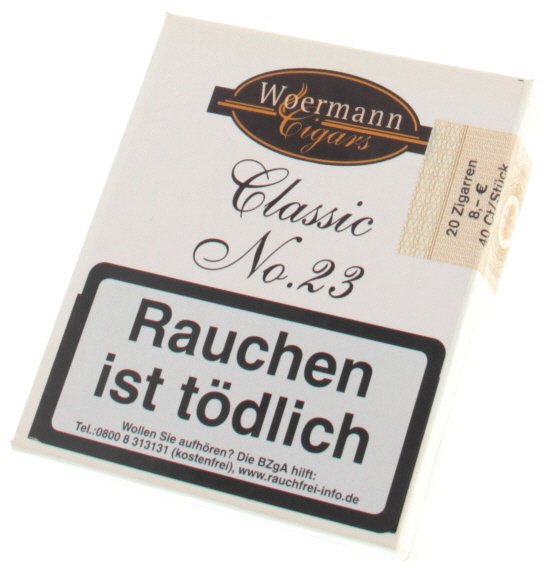 Woermann
Cigars
Classic
No.23
20 Zigarren
8,- €
40 Ct/Stück
Rauchen
ist tödlich
Wollen Sie aufhören? Die BZgA hilft:
Tel.:0800 8 313131 (kostenfrei), www.rauchfrei-info.de